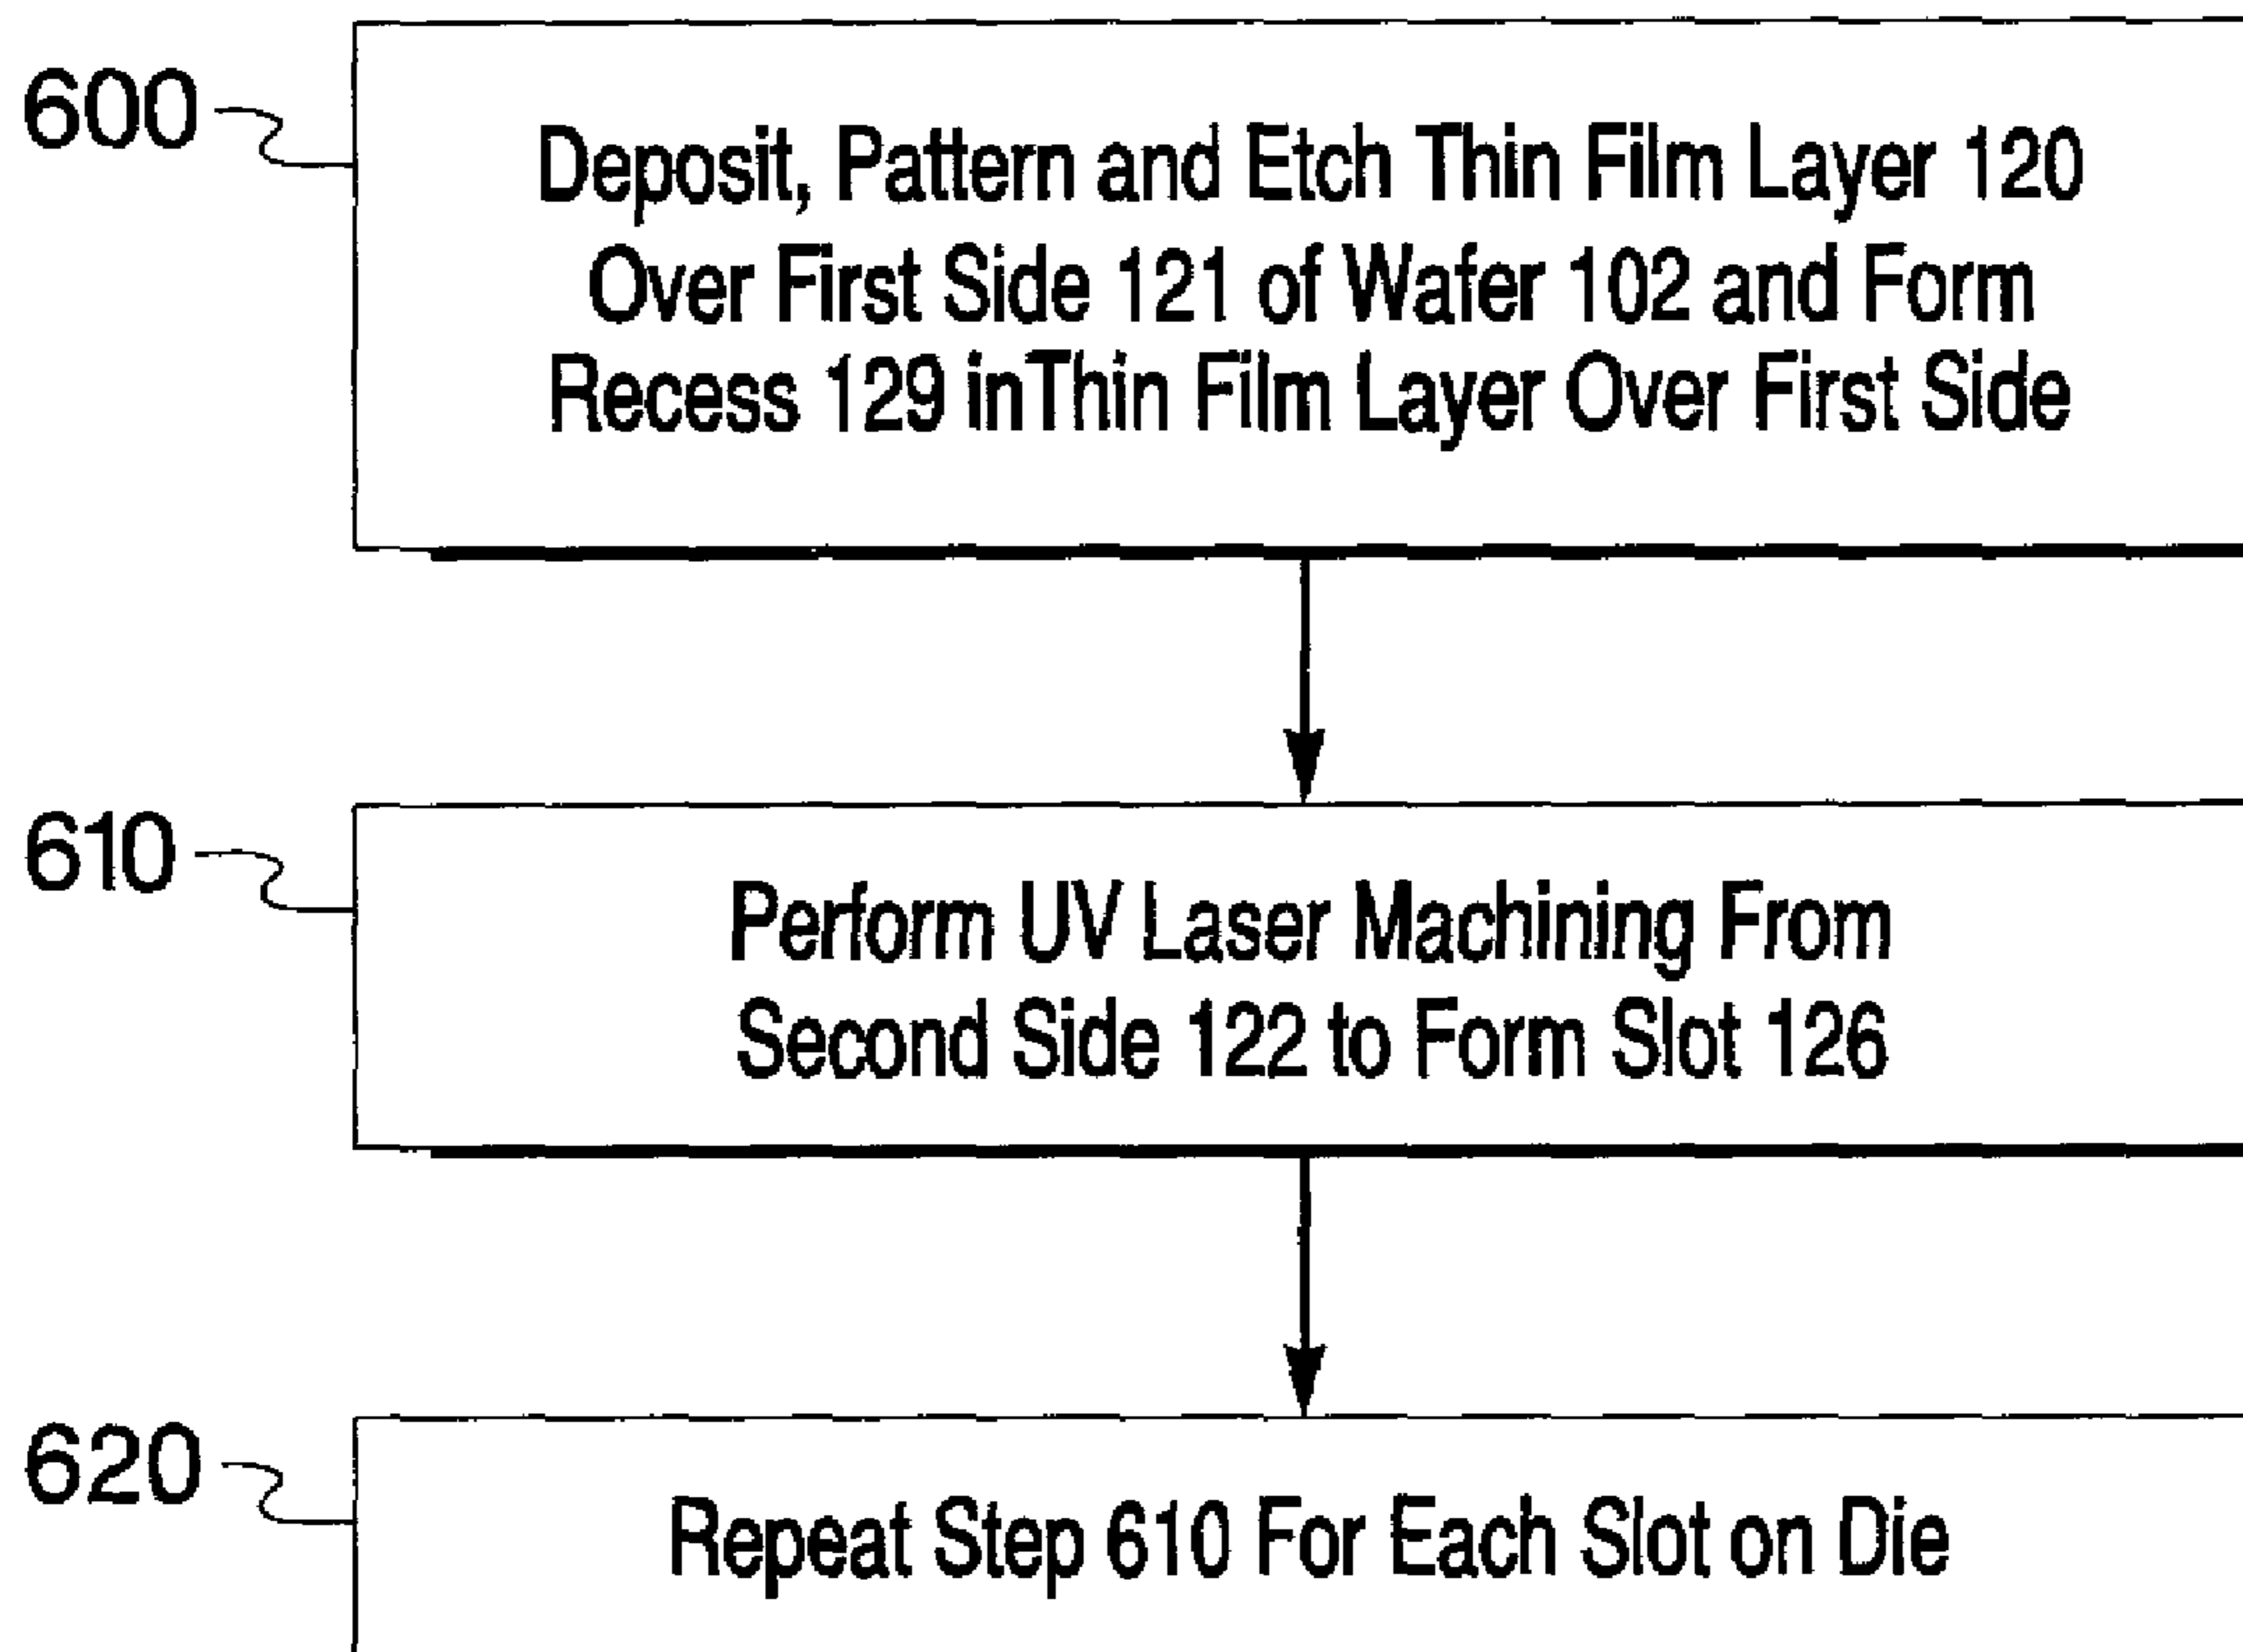 600
Deposit, Pattern and Etch Thin Film Layer 120
Over First Side 121 of Wafer 102 and Form
Recess 129 inThin Film Layer Over First Side
610
Perform UV Laser Machining From
Second Side 122 to Form Slot 126
620
Repeat Step 610 For Each Slot on Die